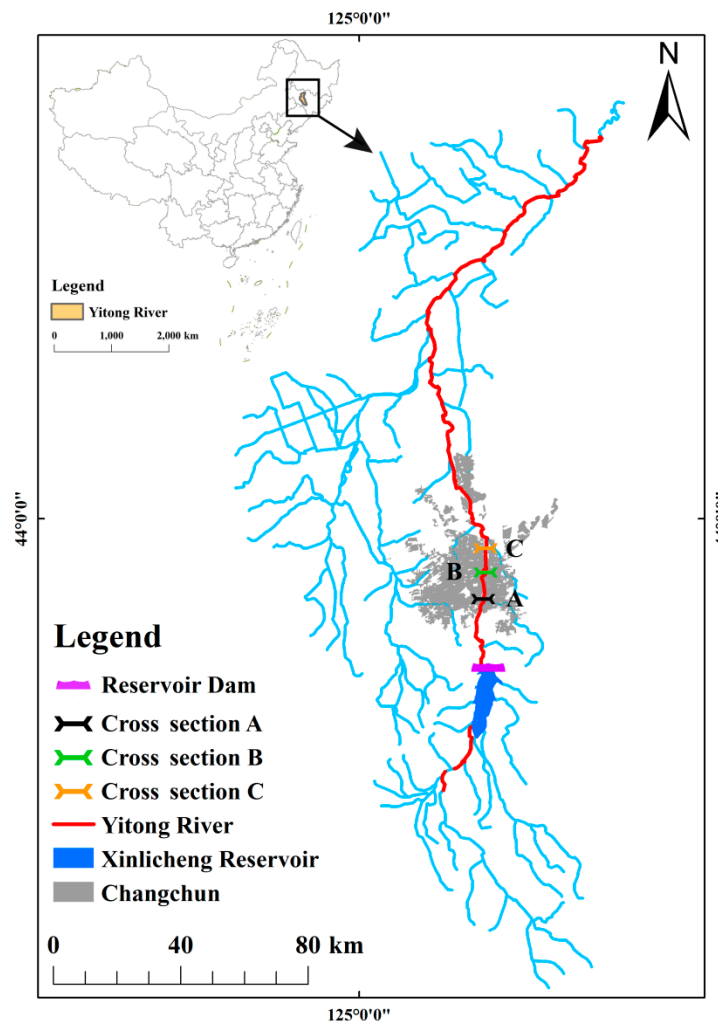 125°0'0"
N
Legend
Yitong River
0 1,000 2,000 km
44°0'0"
C
B
A
Legend
Reservoir Dam
Cross section A
Cross section B
Cross section C
Yitong River
Xinlicheng Reservoir
Changchun
0 40 80 km
125°0'0"